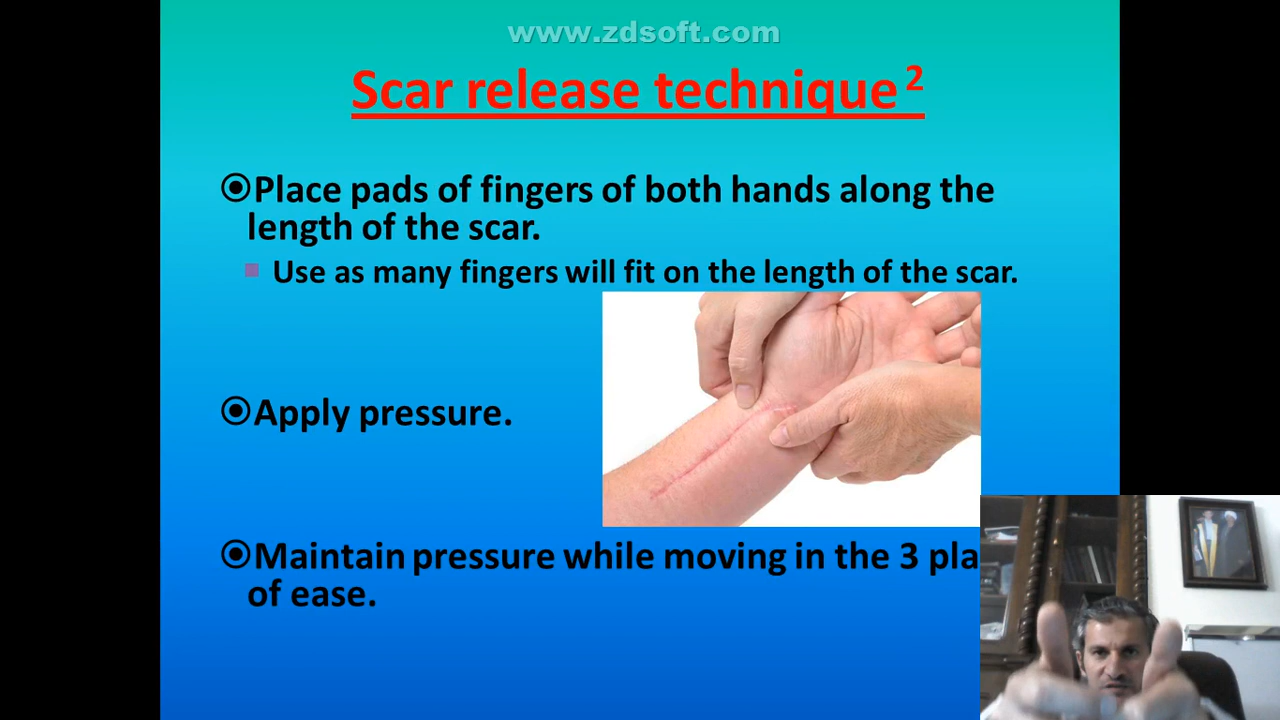 www.zdsoft.com
Scar release technique²
Place pads of fingers of both hands along the
length of the scar.
Use as many fingers will fit on the length of the scar.
Apply pressure.
Maintain pressure while moving in the 3 pla
of ease.